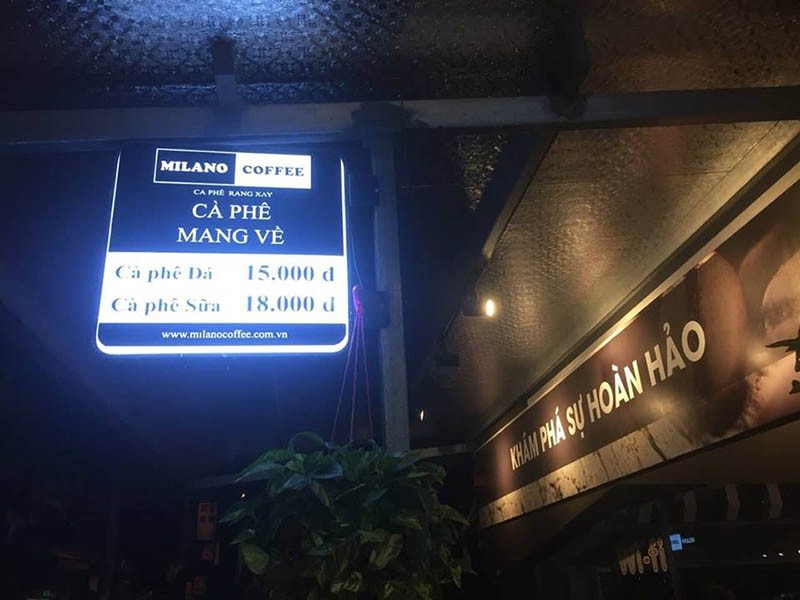 MILANO COFFEE
CA PHÊ RANG XAY
CÀ PHÊ
MANG VỀ
Cà phê Đá 15.000 đ
Cà phê Sữa 18.000 đ
www.milanocoffee.com.vn
KHÁM PHÁ SỰ HOÀN HẢO
Wi-Fi